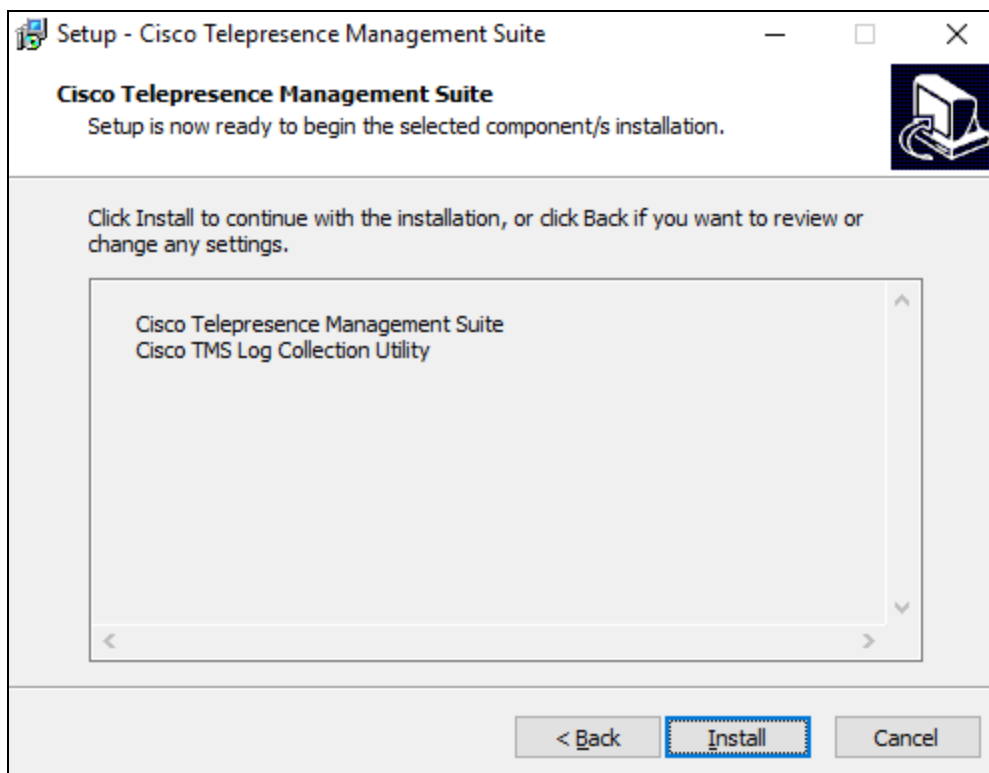 Setup - Cisco Telepresence Management Suite
Cisco Telepresence Management Suite
Setup is now ready to begin the selected component/s installation.
Click Install to continue with the installation, or click Back if you want to review or
change any settings.
Cisco Telepresence Management Suite
Cisco TMS Log Collection Utility
< Back
Install
Cancel